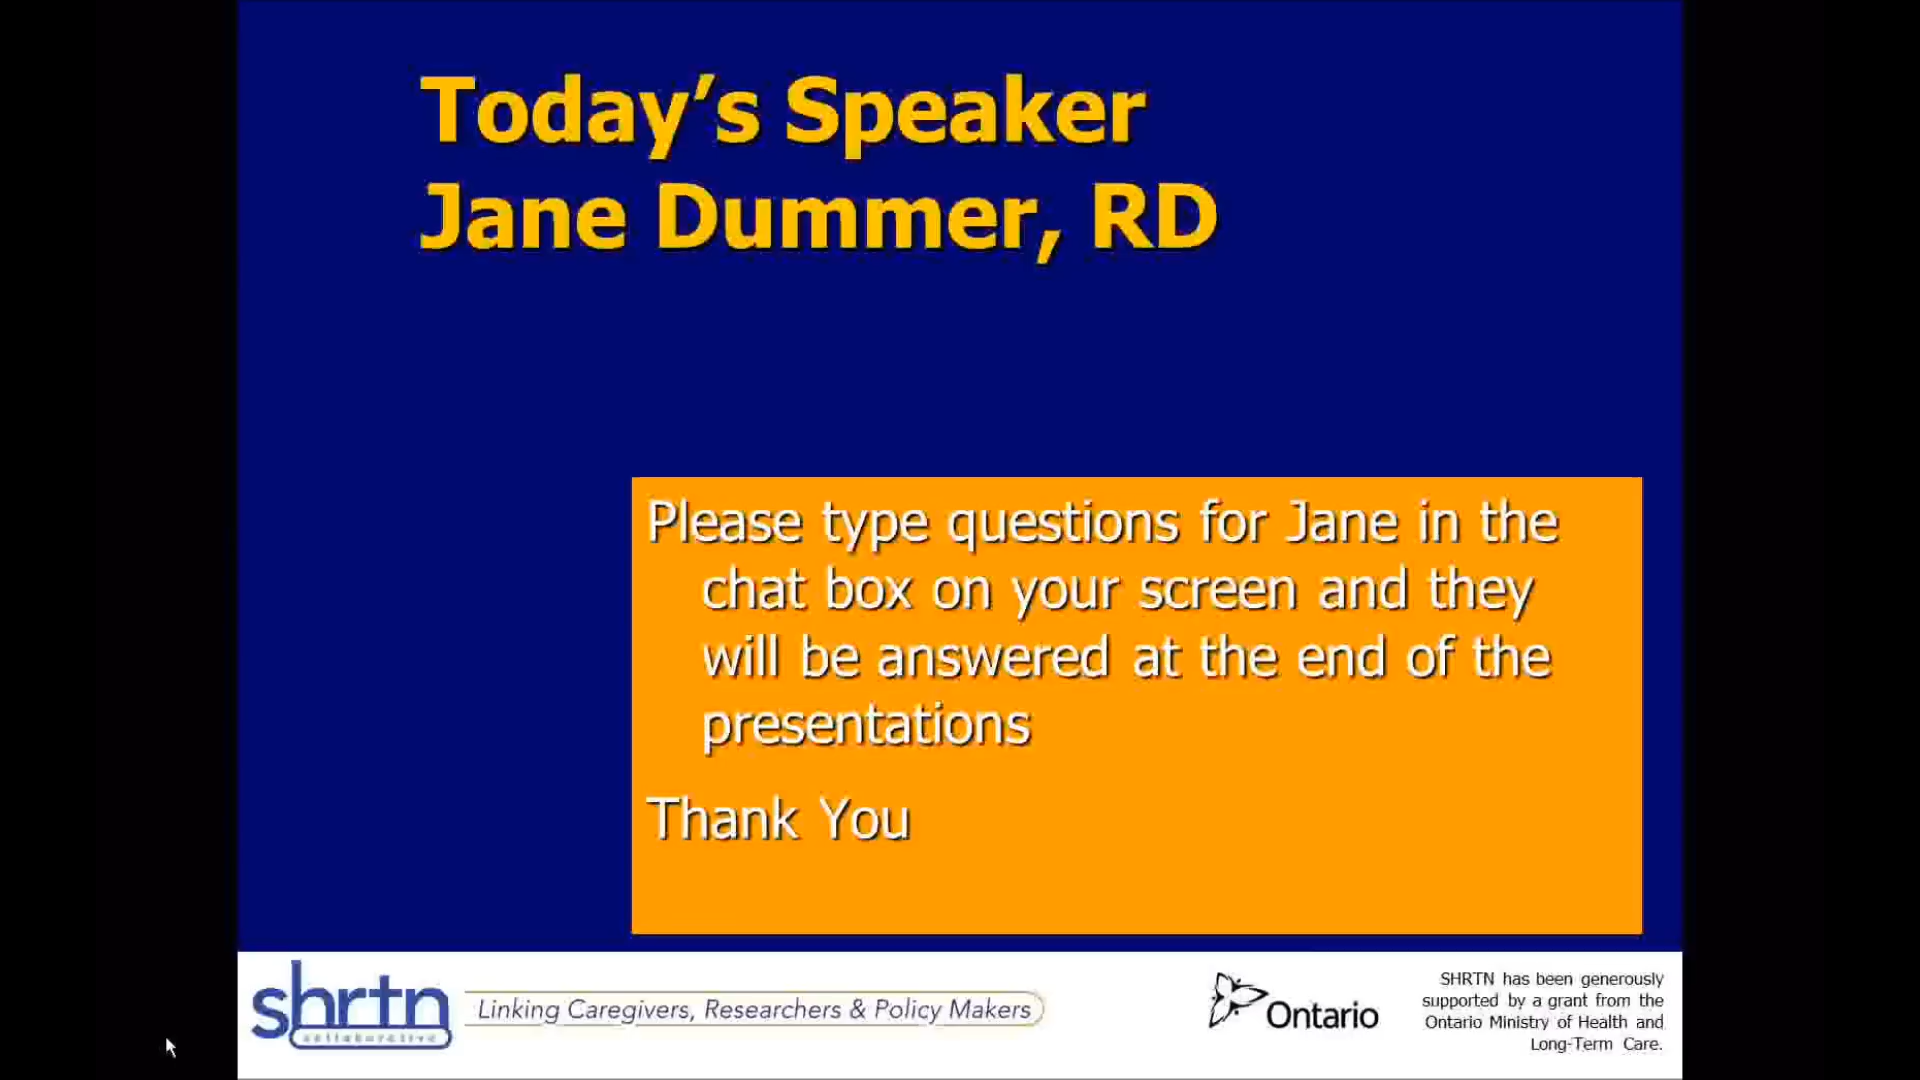 Today’s Speaker
Jane Dummer, RD
Please type questions for Jane in the
chat box on your screen and they
will be answered at the end of the
presentations
Thank You
shrtn
collaborative
Linking Caregivers, Researchers & Policy Makers
Ontario
SHRTN has been generously
supported by a grant from the
Ontario Ministry of Health and
Long-Term Care.